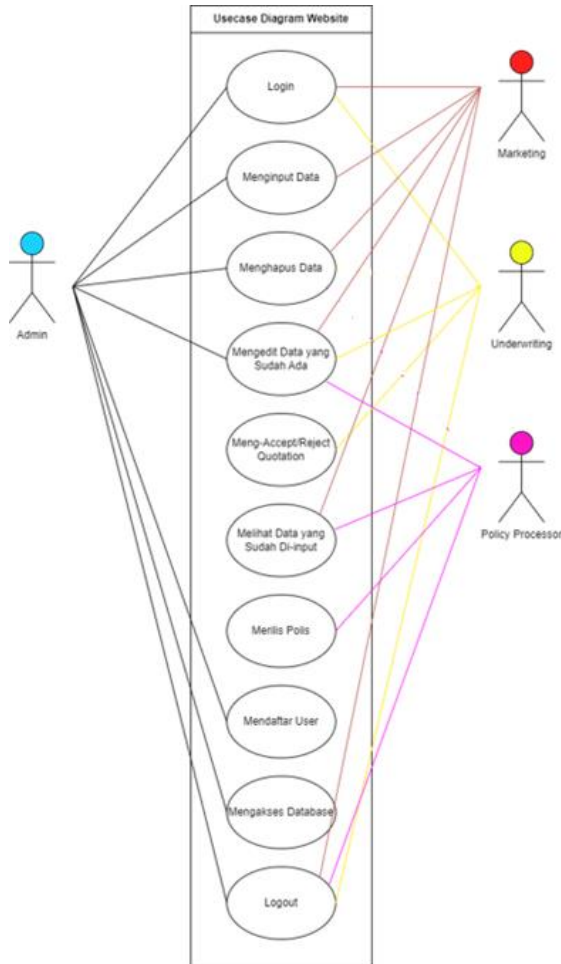 Usecase Diagram Website
Login
Marketing
Menginput Data
Menghapus Data
Admin
Underwriting
Mengedit Data yang
Sudah Ada
Meng-Accept/Reject
Quotation
Melihat Data yang
Sudah Di-input
Policy Processor
Merilis Polis
Mendaftar User
Mengakses Database
Logout